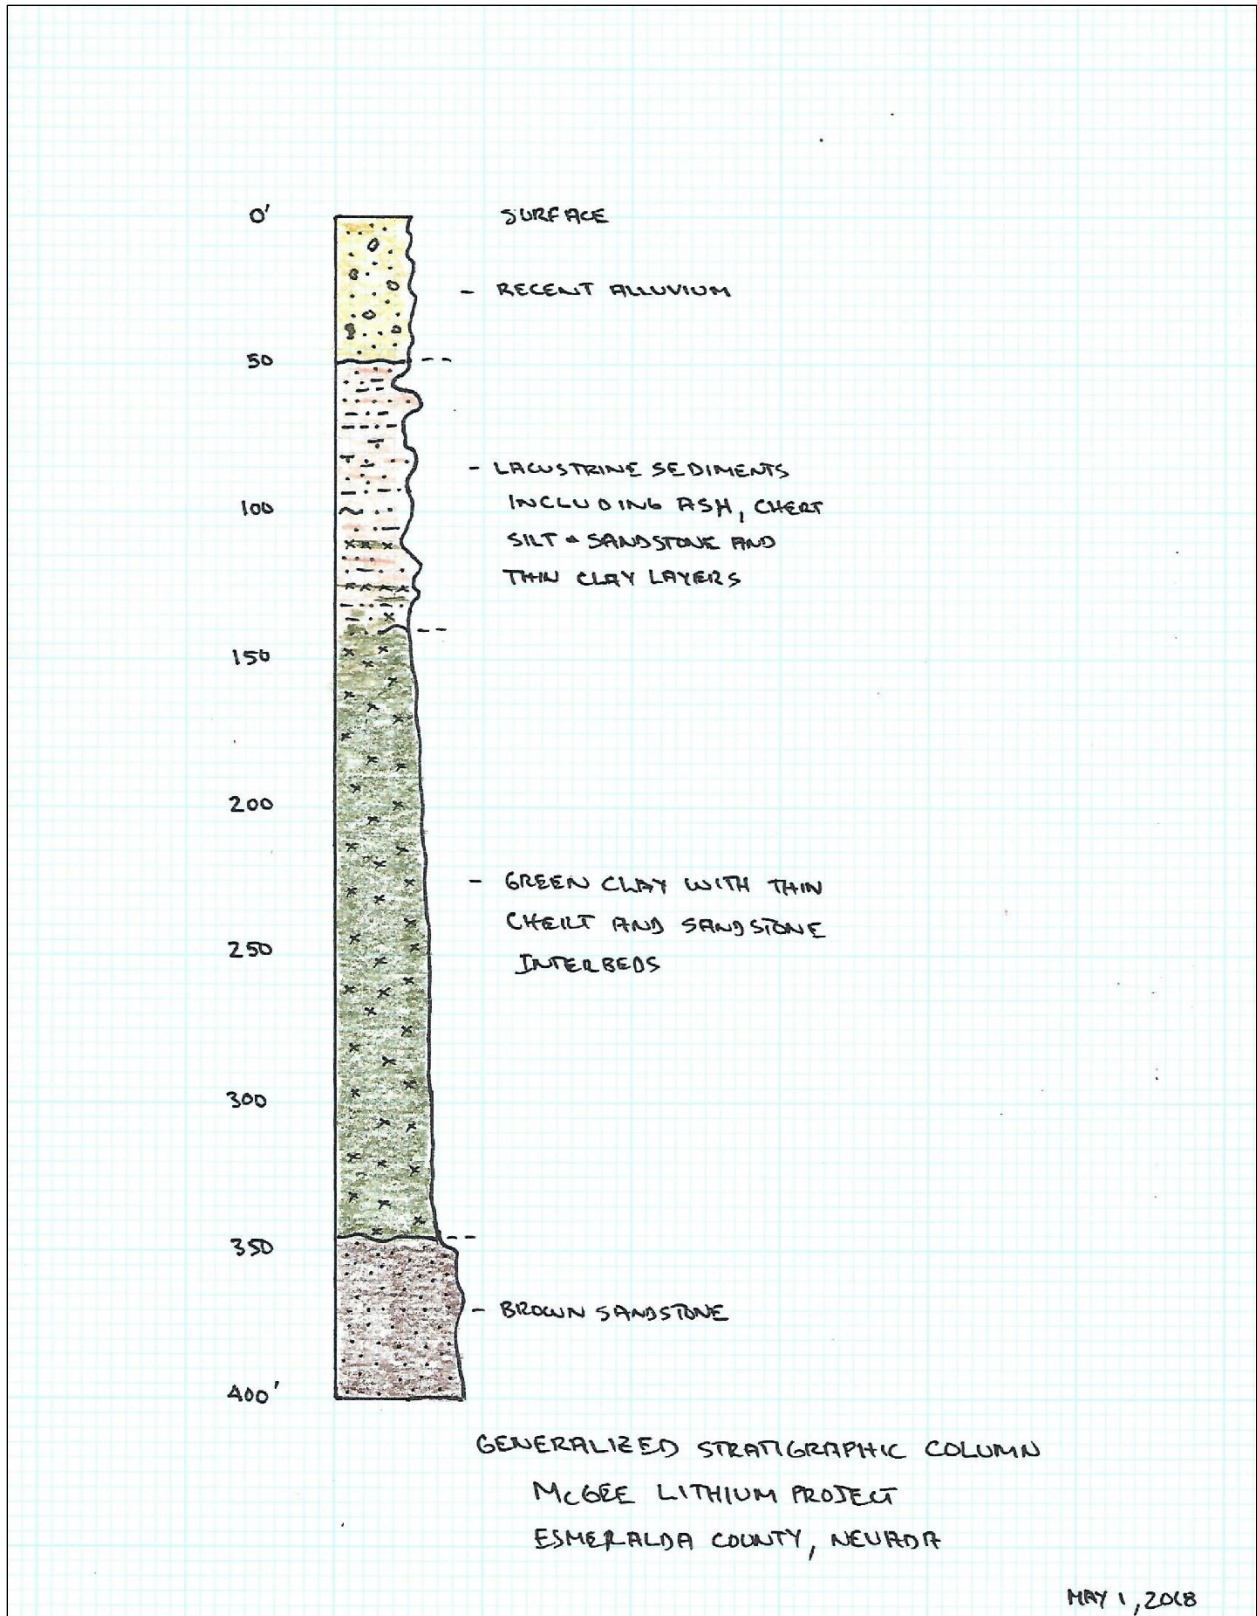 0' SURFACE
- RECENT ALLUVIUM
50
- LACUSTRINE SEDIMENTS
100 INCLUDING ASH, CHERT
SILT & SANDSTONE AND
THIN CLAY LAYERS
150
200
- GREEN CLAY WITH THIN
CHERT AND SANDSTONE
250
INTERBEDS
300
350
- BROWN SANDSTONE
400'
GENERALIZED STRATIGRAPHIC COLUMN
MCGEE LITHIUM PROJECT
ESMERALDA COUNTY, NEVADA
MAY 1, 2018